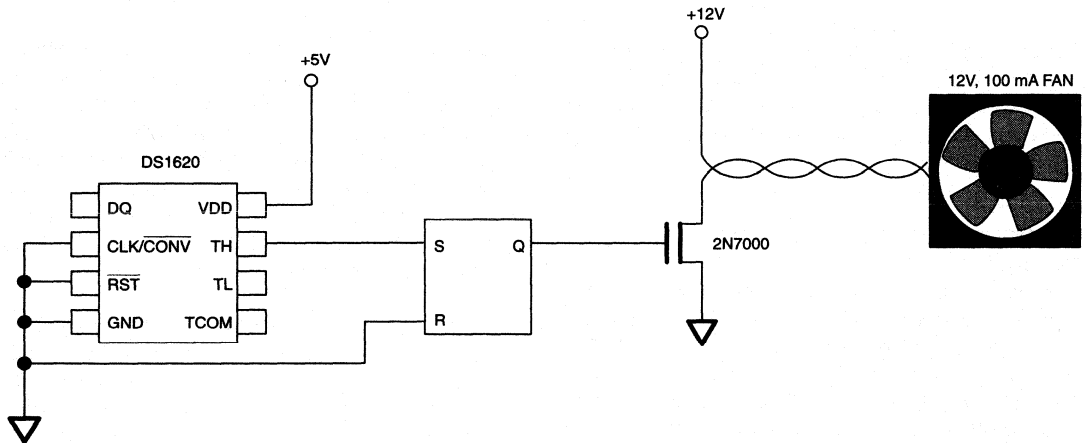 +12V
+5V
12V, 100 mA FAN
DS1620
DQ VDD
CLK/CONV TH
RST TL
GND TCOM
S Q
R
2N7000